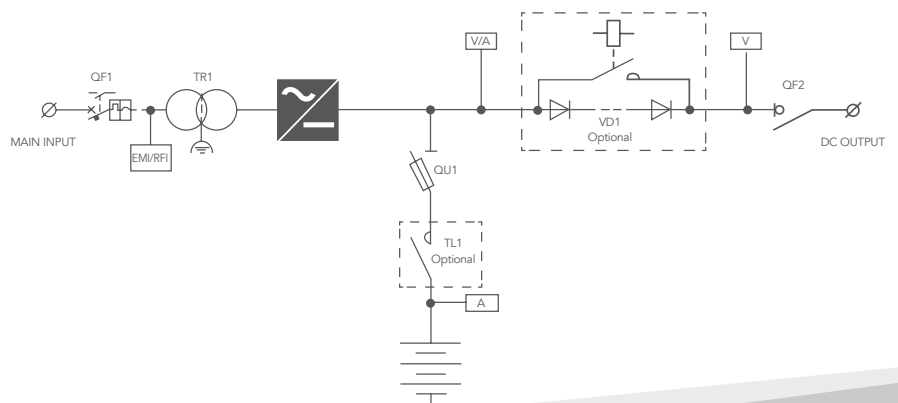 V/A
V
QF1
TR1
QF2
MAIN INPUT
VD1
Optional
DC OUTPUT
EMI/RFI
QU1
TL1
Optional
A